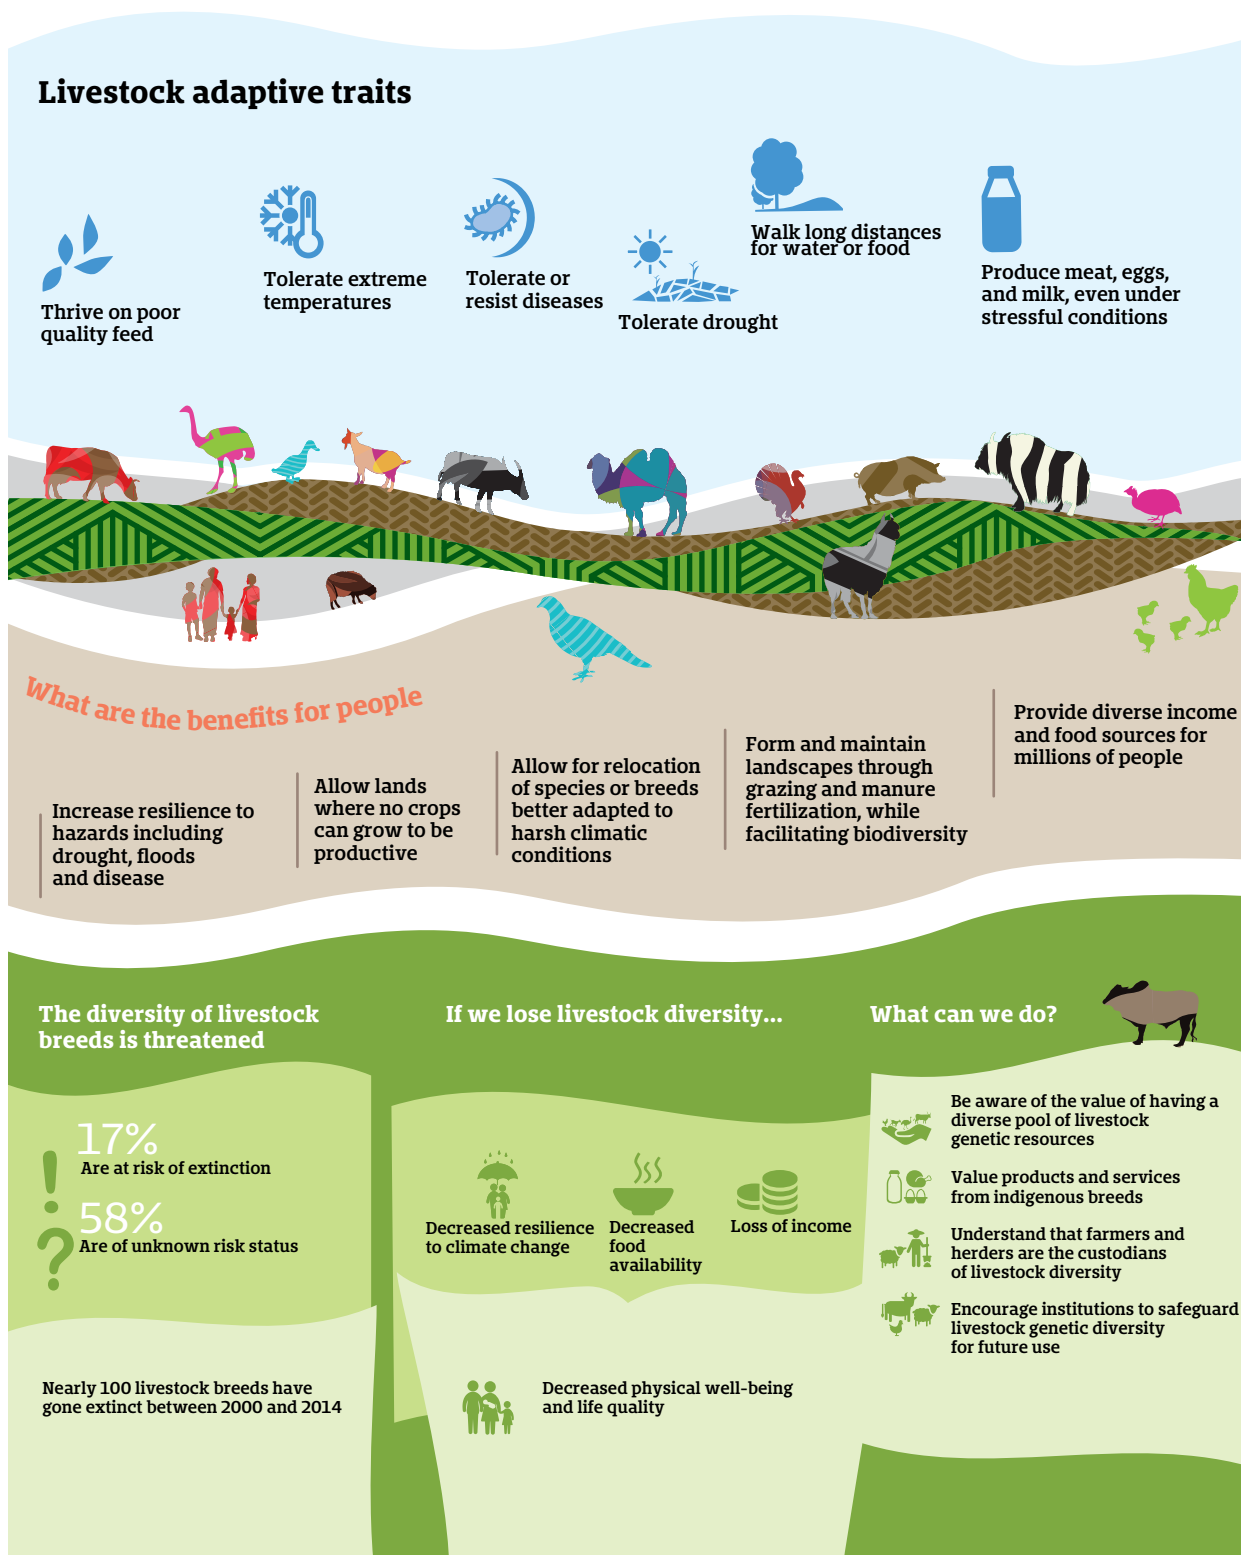 Livestock adaptive traits
Thrive on poor
quality feed
Tolerate extreme
temperatures
Tolerate or
resist diseases
Tolerate drought
Walk long distances
for water or food
Produce meat, eggs,
and milk, even under
stressful conditions
What are the benefits for people
Increase resilience to
hazards including
drought, floods
and disease
Allow lands
where no crops
can grow to be
productive
Allow for relocation
of species or breeds
better adapted to
harsh climatic
conditions
Form and maintain
landscapes through
grazing and manure
fertilization, while
facilitating biodiversity
Provide diverse income
and food sources for
millions of people
The diversity of livestock
breeds is threatened
!
17%
Are at risk of extinction
?
58%
Are of unknown risk status
Nearly 100 livestock breeds have
gone extinct between 2000 and 2014
If we lose livestock diversity...
Decreased resilience
to climate change
Decreased
food
availability
Loss of income
Decreased physical well-being
and life quality
What can we do?
Be aware of the value of having a
diverse pool of livestock
genetic resources
Value products and services
from indigenous breeds
Understand that farmers and
herders are the custodians
of livestock diversity
Encourage institutions to safeguard
livestock genetic diversity
for future use